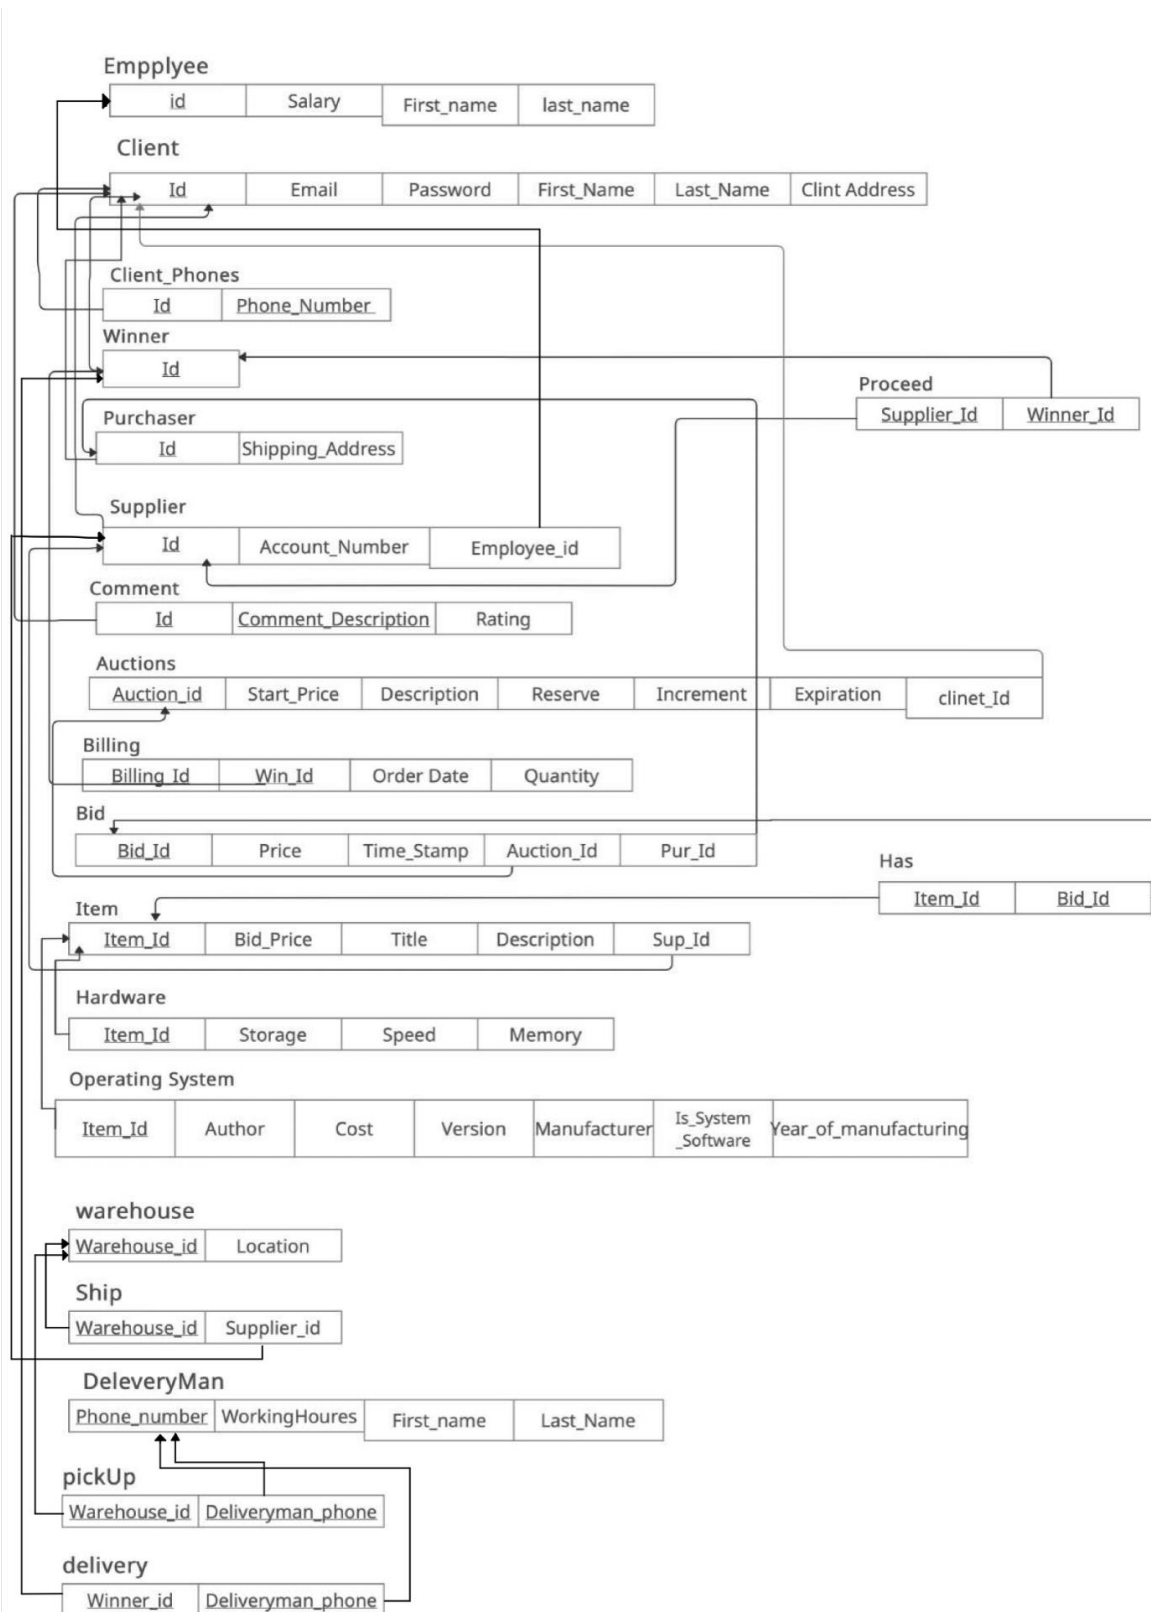 Empplyee
id Salary First_name last_name
Client
Id Email Password First_Name Last_Name Clint Address
Client_Phones
Id Phone_Number
Winner
Id
Proceed
Supplier_Id Winner_Id
Purchaser
Id Shipping_Address
Supplier
Id Account_Number Employee_id
Comment
Id Comment_Description Rating
Auctions
Auction_id Start_Price Description Reserve Increment Expiration clinet_Id
Billing
Billing_Id Win_Id Order Date Quantity
Bid
Bid_Id Price Time_Stamp Auction_Id Pur_Id
Has
Item_Id Bid_Id
Item
Item_Id Bid_Price Title Description Sup_Id
Hardware
Item_Id Storage Speed Memory
Operating System
Item_Id Author Cost Version Manufacturer Is_System
_Software Year_of_manufacturing
warehouse
Warehouse_id Location
Ship
Warehouse_id Supplier_id
DeleveryMan
Phone_number WorkingHoures First_name Last_Name
pickUp
Warehouse_id Deliveryman_phone
delivery
Winner_id Deliveryman_phone